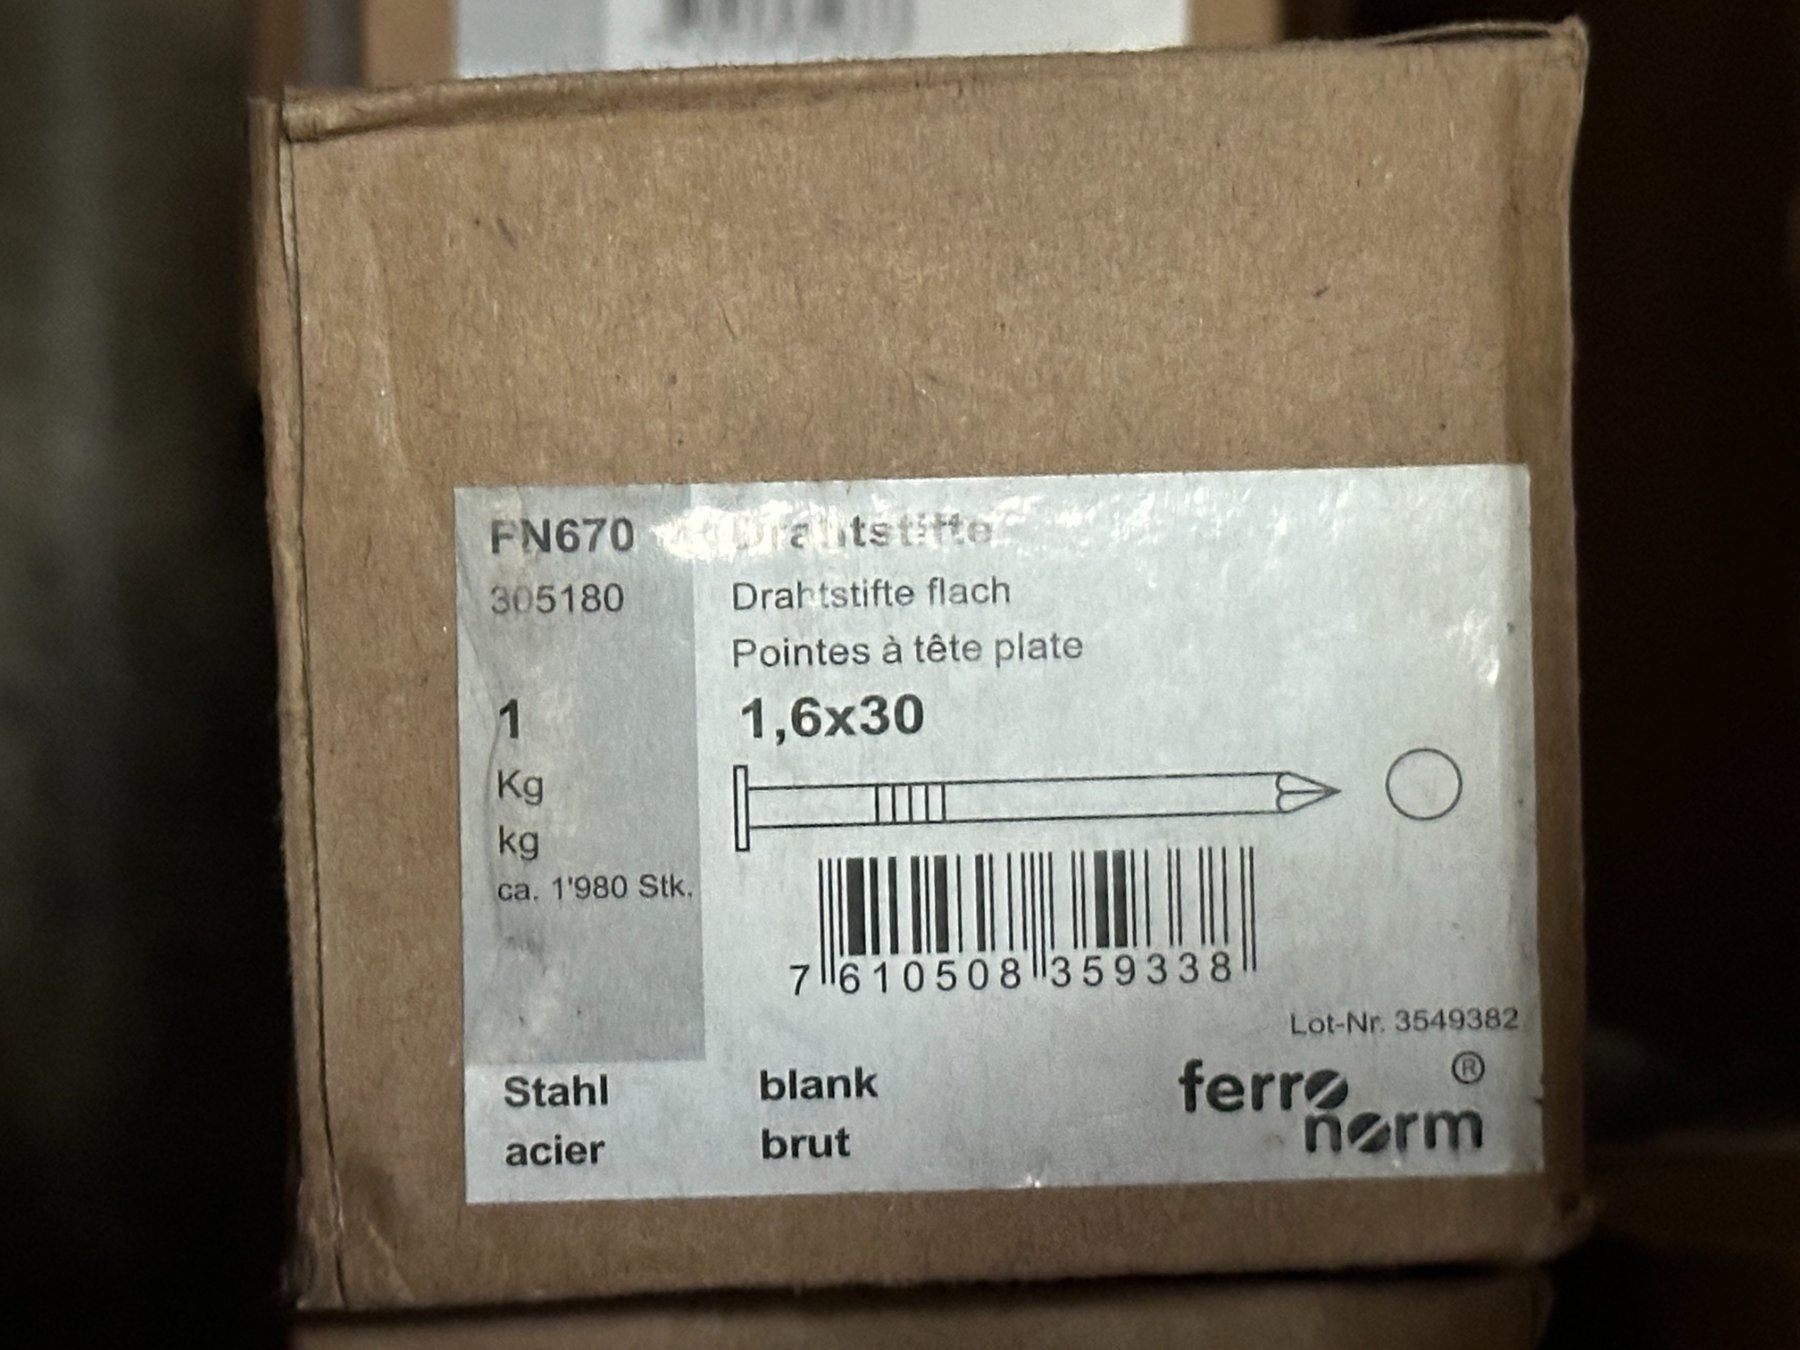 FN670 Drahtstifte
305180 Drahtstifte flach
Pointes à tête plate
1 1,6x30
Kg
kg
ca. 1'980 Stk.
7 610508 359338
Lot-Nr. 3549382
Stahl blank
acier brut
ferro norm ®